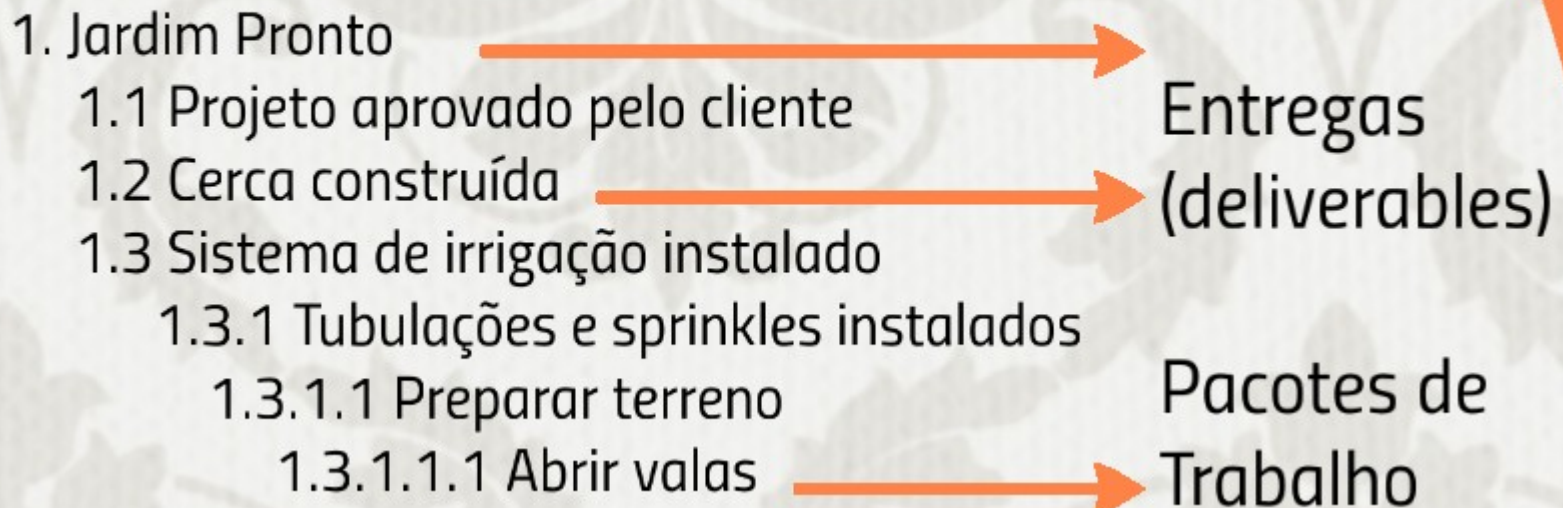 1. Jardim Pronto
1.1 Projeto aprovado pelo cliente
1.2 Cerca construída
1.3 Sistema de irrigação instalado
1.3.1 Tubulações e sprinkles instalados
1.3.1.1 Preparar terreno
1.3.1.1.1 Abrir valas
Entregas
(deliverables)
Pacotes de
Trabalho